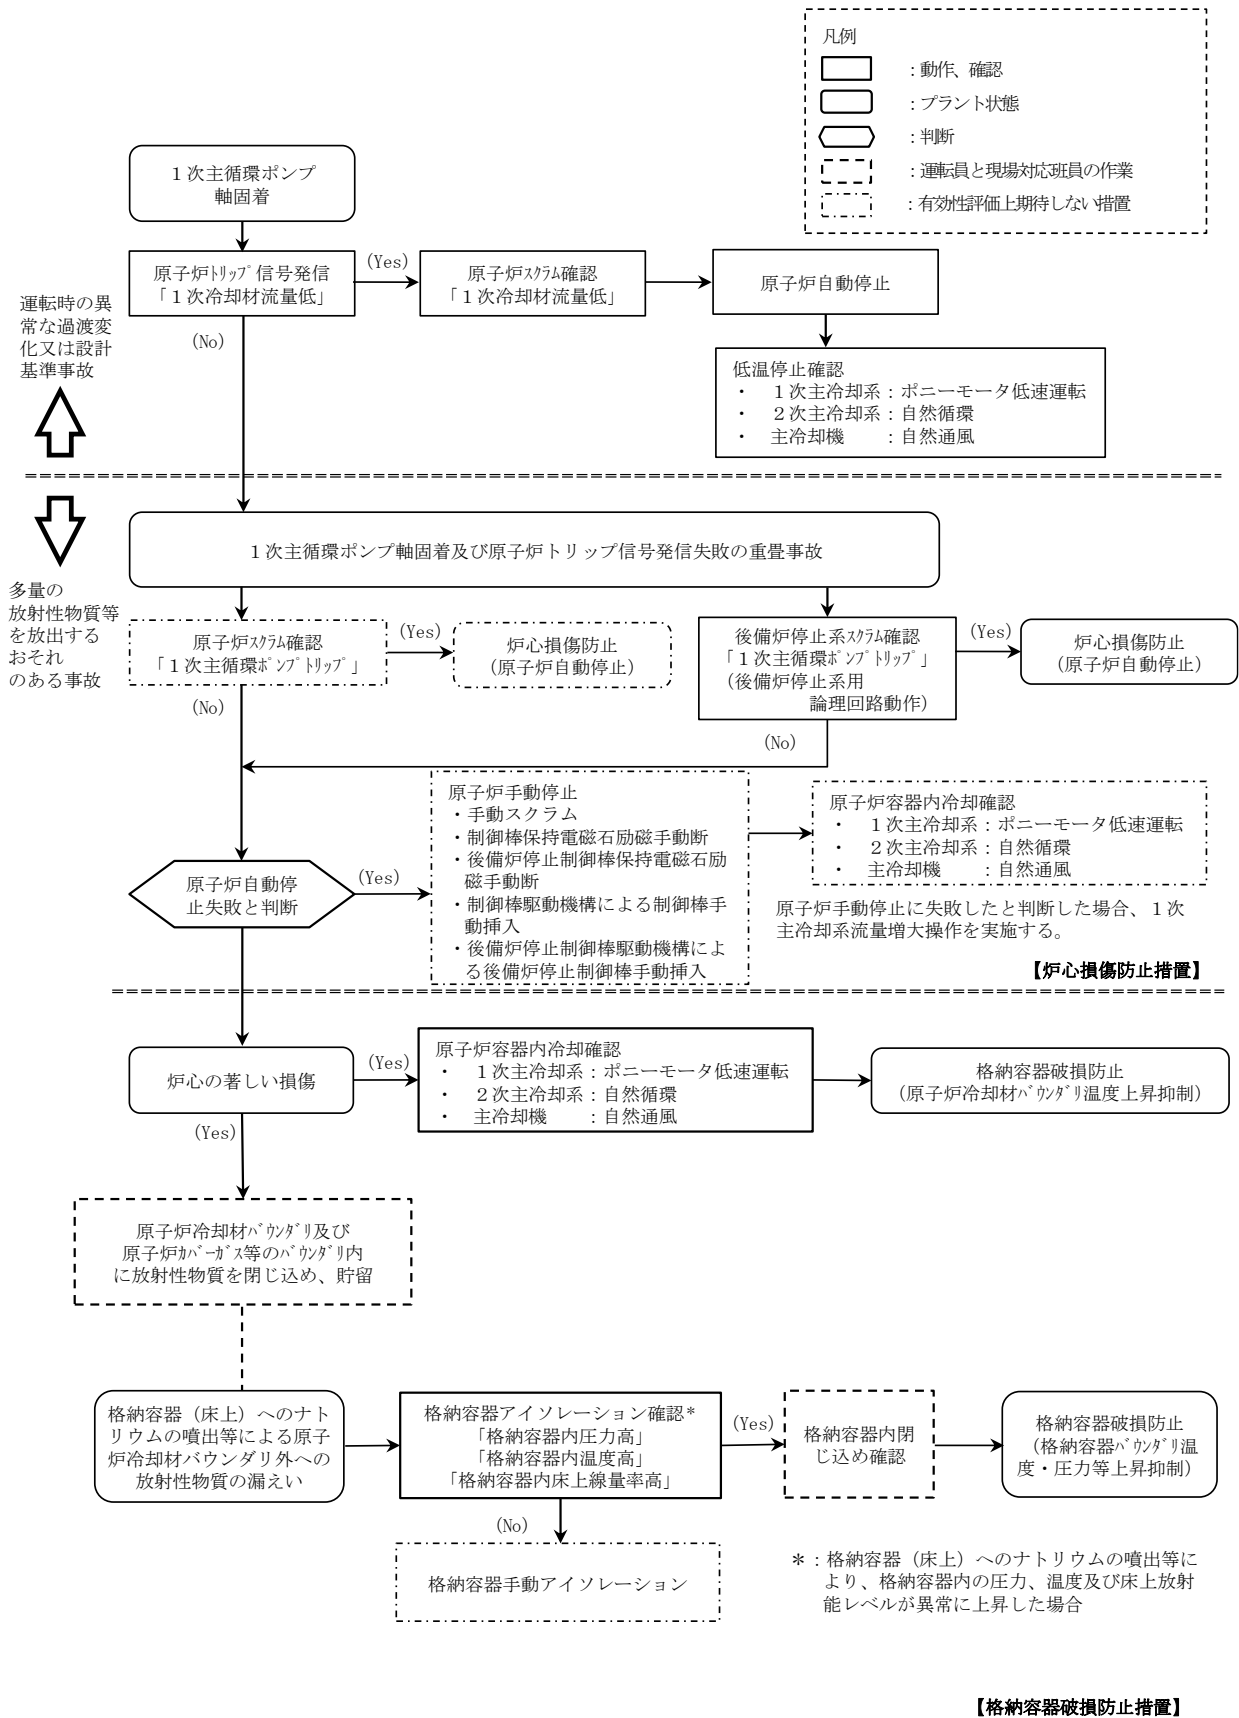 凡例
：動作、確認
：プラント状態
：判断
：運転員と現場対応班員の作業
：有効性評価上期待しない措置
１次主循環ポンプ
軸固着
原子炉ﾄﾘｯﾌﾟ信号発信
「１次冷却材流量低」
(Yes)
原子炉ｽｸﾗﾑ確認
「１次冷却材流量低」
原子炉自動停止
(No)
低温停止確認
・　１次主冷却系：ポニーモータ低速運転
・　２次主冷却系：自然循環
・　主冷却機　　：自然通風
運転時の異
常な過渡変
化又は設計
基準事故
多量の
放射性物質等
を放出する
おそれ
のある事故
１次主循環ポンプ軸固着及び原子炉トリップ信号発信失敗の重畳事故
原子炉ｽｸﾗﾑ確認
「１次主循環ﾎﾟﾝﾌﾟﾄﾘｯﾌﾟ」
(Yes)
炉心損傷防止
（原子炉自動停止）
後備炉停止系ｽｸﾗﾑ確認
「１次主循環ﾎﾟﾝﾌﾟﾄﾘｯﾌﾟ」
（後備炉停止系用
論理回路動作）
(Yes)
炉心損傷防止
（原子炉自動停止）
(No)
(No)
原子炉自動停
止失敗と判断
(Yes)
原子炉手動停止
・手動スクラム
・制御棒保持電磁石励磁手動断
・後備炉停止制御棒保持電磁石励
磁手動断
・制御棒駆動機構による制御棒手
動挿入
・後備炉停止制御棒駆動機構によ
る後備炉停止制御棒手動挿入
原子炉容器内冷却確認
・　１次主冷却系：ポニーモータ低速運転
・　２次主冷却系：自然循環
・　主冷却機　　：自然通風
原子炉手動停止に失敗したと判断した場合、１次
主冷却系流量増大操作を実施する。
【炉心損傷防止措置】
炉心の著しい損傷
(Yes)
原子炉容器内冷却確認
・　１次主冷却系：ポニーモータ低速運転
・　２次主冷却系：自然循環
・　主冷却機　　：自然通風
格納容器破損防止
（原子炉冷却材ﾊﾞｳﾝﾀﾞﾘ温度上昇抑制）
(Yes)
原子炉冷却材ﾊﾞｳﾝﾀﾞﾘ及び
原子炉ｶﾊﾞｰｶﾞｽ等のﾊﾞｳﾝﾀﾞﾘ内
に放射性物質を閉じ込め、貯留
格納容器（床上）へのナト
リウムの噴出等による原子
炉冷却材バウンダリ外への
放射性物質の漏えい
格納容器アイソレーション確認＊
「格納容器内圧力高」
「格納容器内温度高」
「格納容器内床上線量率高」
(Yes)
格納容器内閉
じ込め確認
格納容器破損防止
（格納容器ﾊﾞｳﾝﾀﾞﾘ温
度・圧力等上昇抑制）
(No)
格納容器手動アイソレーション
＊：格納容器（床上）へのナトリウムの噴出等に
より、格納容器内の圧力、温度及び床上放射
能レベルが異常に上昇した場合
【格納容器破損防止措置】